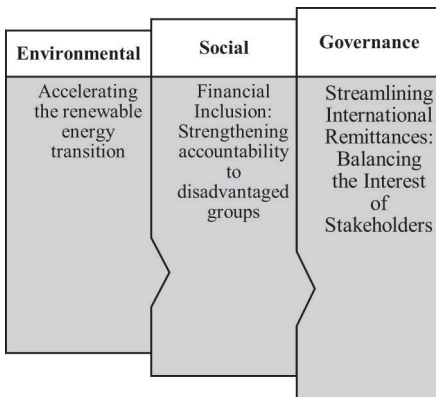 Environmental
Accelerating
the renewable
energy
transition
Social
Financial
Inclusion:
Strengthening
accountability
to
disadvantaged
groups
Governance
Streamlining
International
Remittances:
Balancing
the Interest
of
Stakeholders